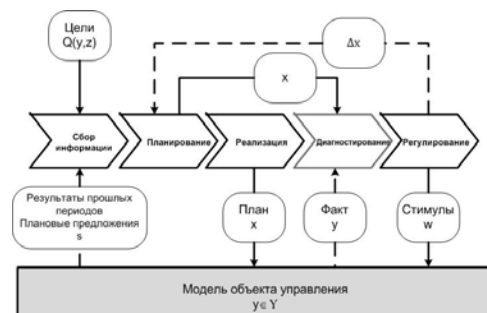 Цели
Q(y,z)
Δx
x
Сбор
информации
Планирование
Реализация
Диагностирование
Регулирование
Результаты прошлых
периодов
Плановые предложения
s
План
x
Факт
y
Стимулы
w
Модель объекта управления
y∈Y